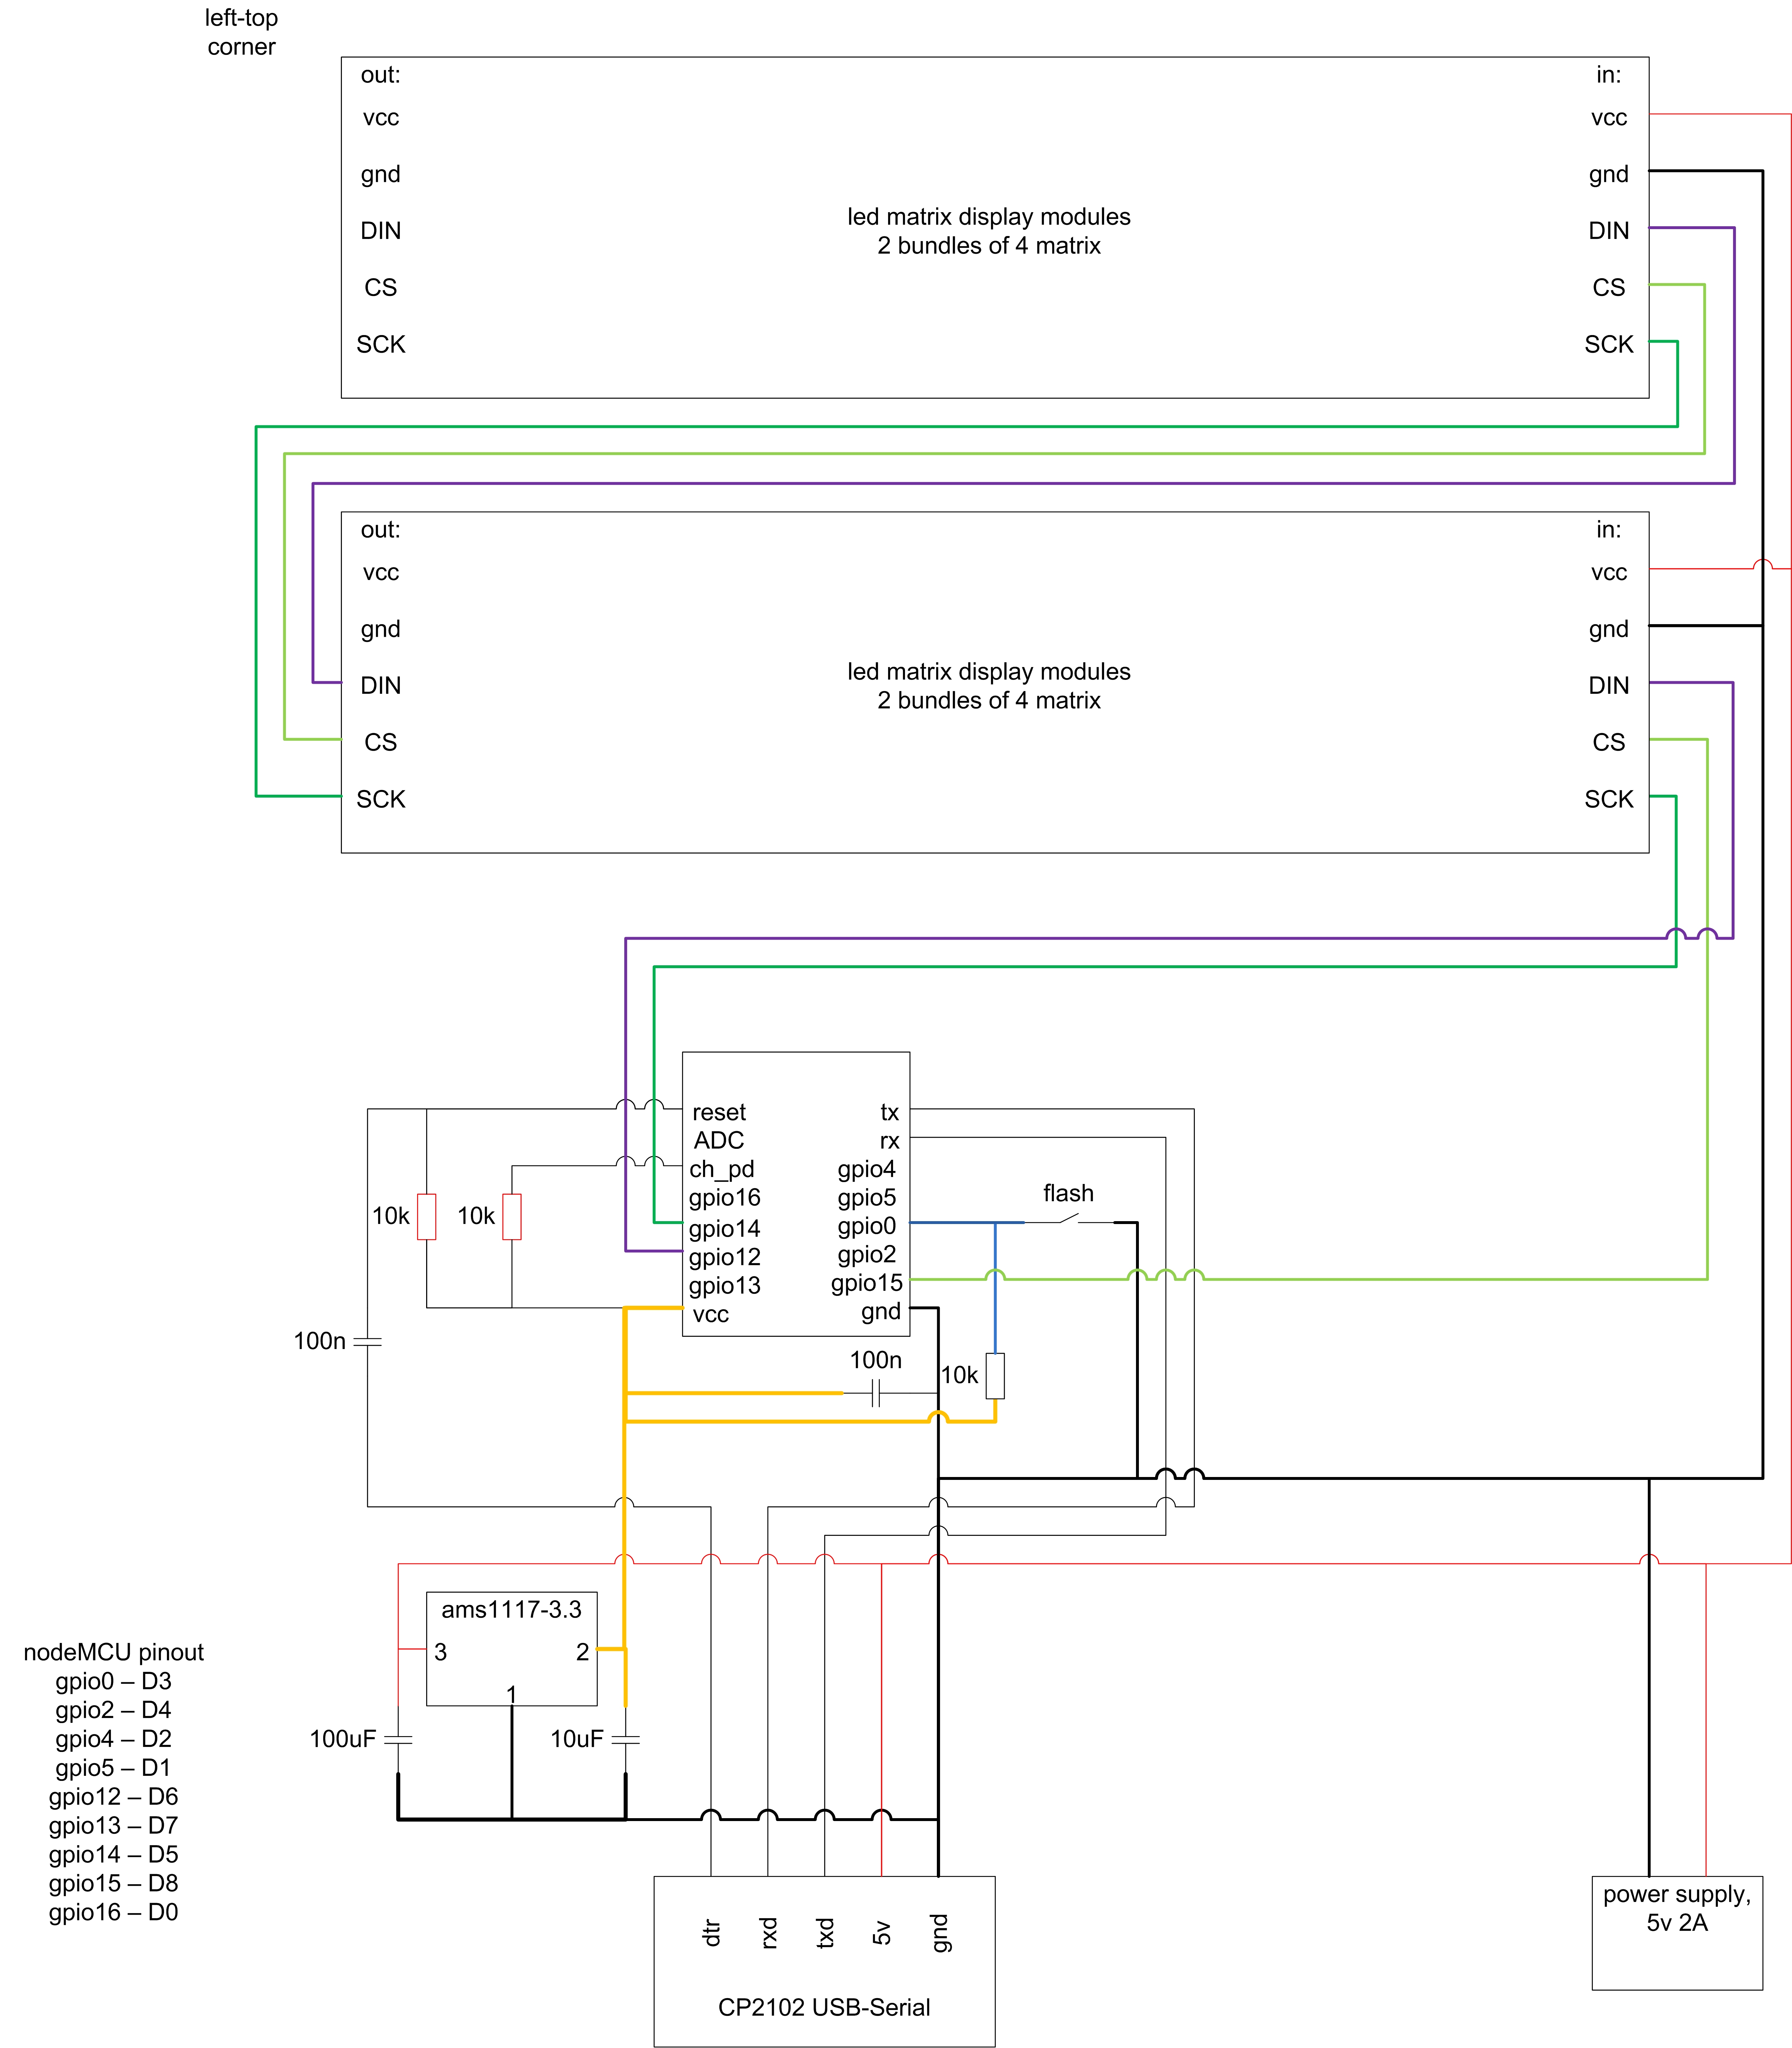 left-top
corner
out:
vcc
gnd
DIN
CS
SCK
led matrix display modules
2 bundles of 4 matrix
in:
vcc
gnd
DIN
CS
SCK
out:
vcc
gnd
DIN
CS
SCK
led matrix display modules
2 bundles of 4 matrix
in:
vcc
gnd
DIN
CS
SCK
reset
ADC
ch_pd
gpio16
gpio14
gpio12
gpio13
vcc
tx
rx
gpio4
gpio5
gpio0
gpio2
gpio15
gnd
flash
10k
10k
100n
100n
10k
ams1117-3.3
3
2
1
100uF
10uF
nodeMCU pinout
gpio0 – D3
gpio2 – D4
gpio4 – D2
gpio5 – D1
gpio12 – D6
gpio13 – D7
gpio14 – D5
gpio15 – D8
gpio16 – D0
dtr
rxd
txd
5v
gnd
CP2102 USB-Serial
power supply,
5v 2A